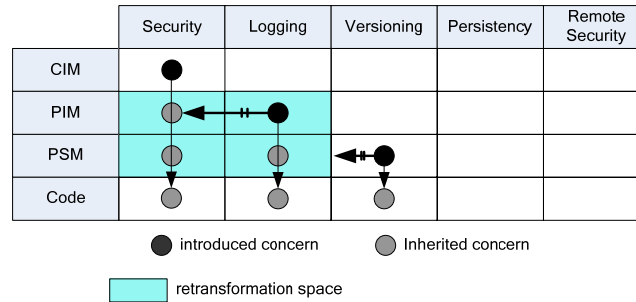 Security Logging Versioning Persistency Remote
Security
CIM
PIM
PSM
Code
introduced concern Inherited concern
retransformation space